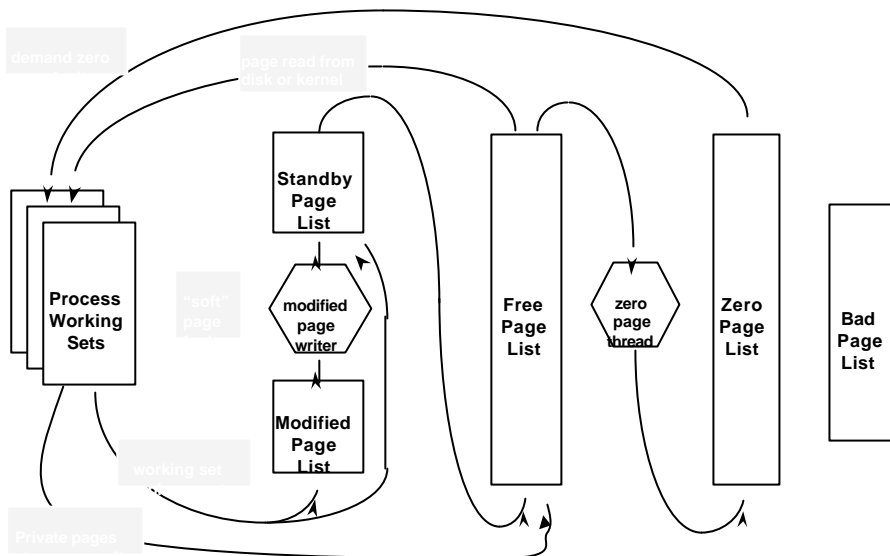 demand zero
page read from
disk or kernel
Standby
Page
List
Process
Working
Sets
"soft"
page
modified
page
writer
Free
Page
List
zero
page
thread
Zero
Page
List
Bad
Page
List
Modified
Page
List
working set
Private pages